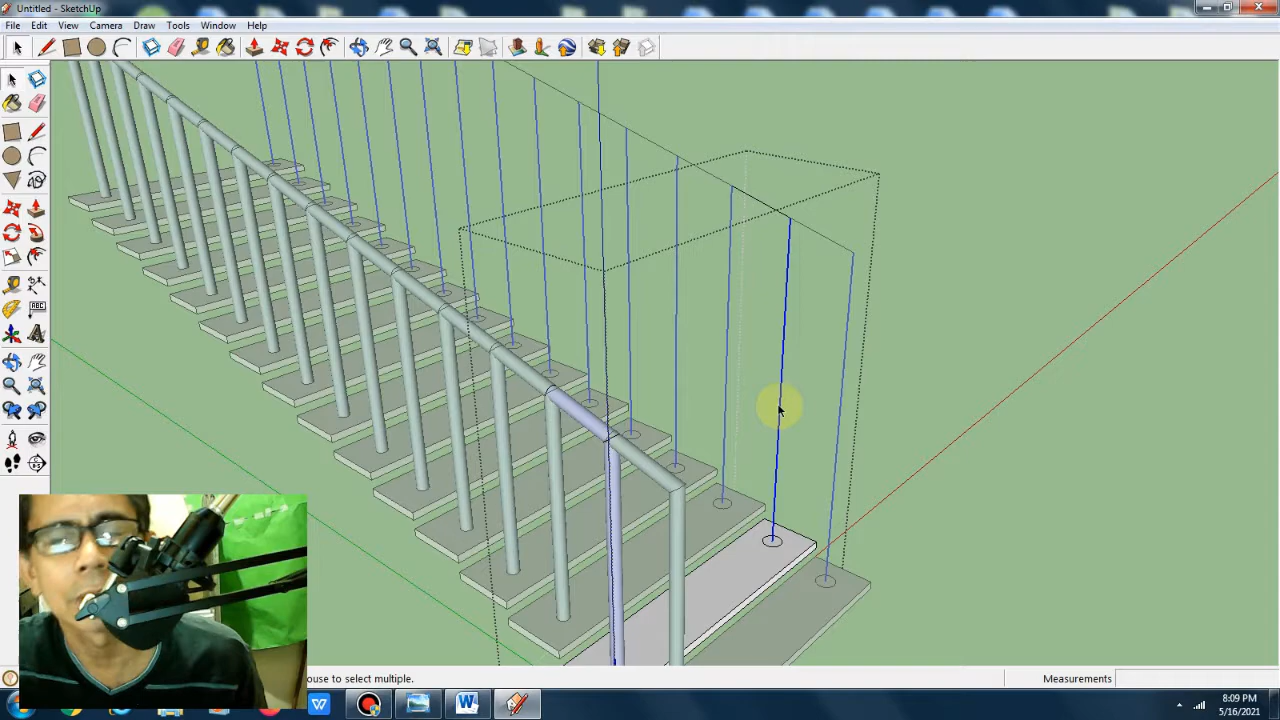 Untitled - SketchUp
File Edit View Camera Draw Tools Window Help
ABC
ouse to select multiple.
Measurements
W
W
8:09 PM
5/16/2021